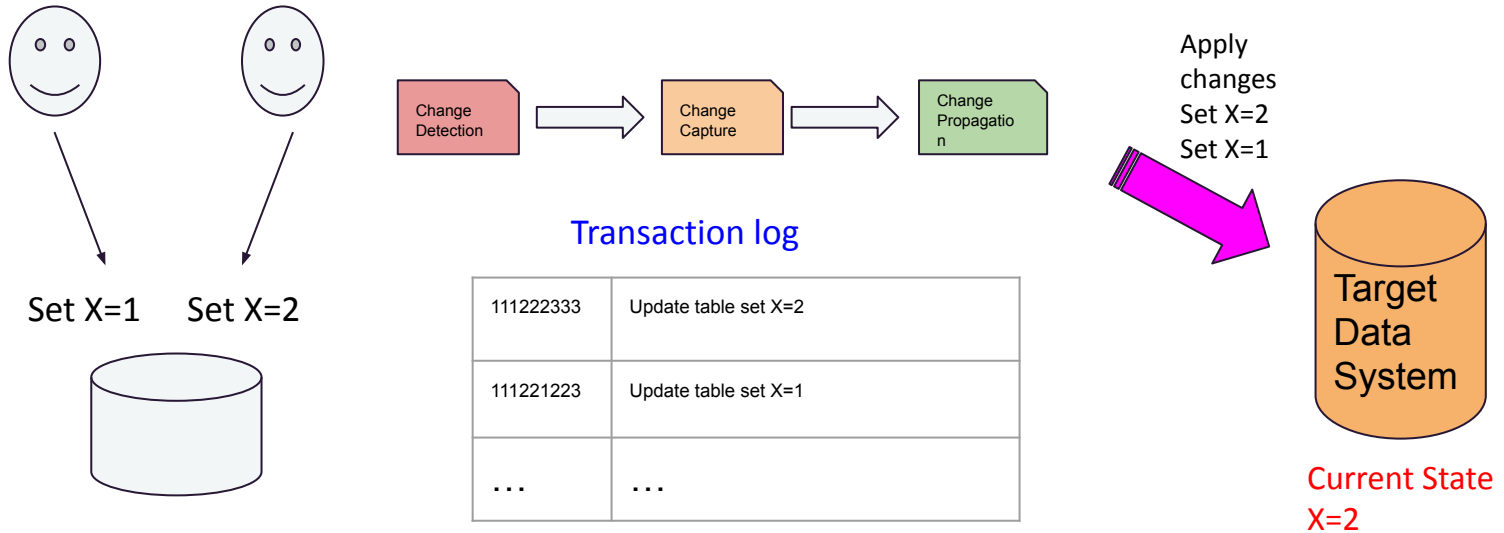 Set X=1
Set X=2
Change
Detection
Change
Capture
Change
Propagatio
n
Transaction log
111222333 Update table set X=2
111221223 Update table set X=1
... ...
Apply
changes
Set X=2
Set X=1
Target
Data
System
Current State
X=2